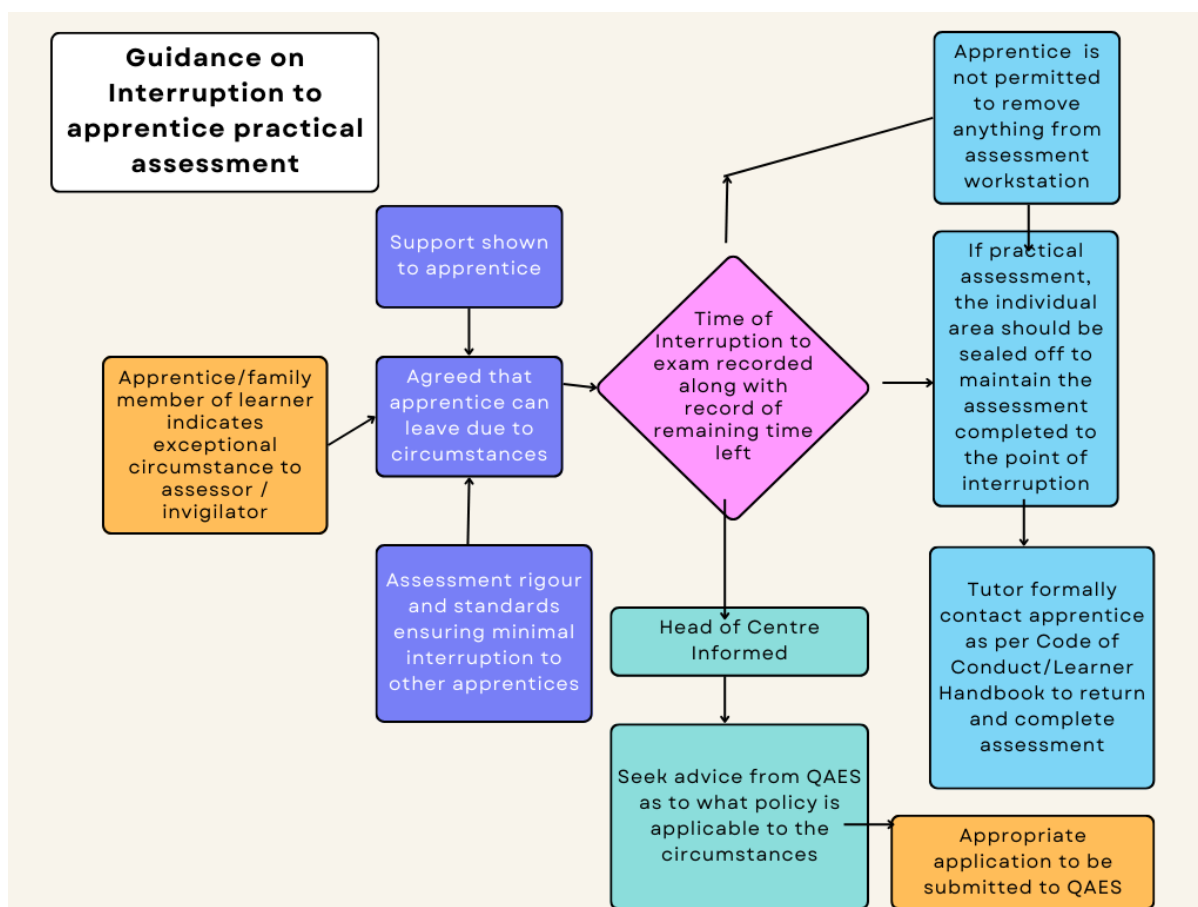 Guidance on
Interruption to
apprentice practical
assessment
Support shown
to apprentice
Apprentice/family
member of learner
indicates
exceptional
circumstance to
assessor /
invigilator
Agreed that
apprentice can
leave due to
circumstances
Assessment rigour
and standards
ensuring minimal
interruption to
other apprentices
Time of
Interruption to
exam recorded
along with
record of
remaining time
left
Apprentice is
not permitted
to remove
anything from
assessment
workstation
If practical
assessment,
the individual
area should be
sealed off to
maintain the
assessment
completed to
the point of
interruption
Tutor formally
contact apprentice
as per Code of
Conduct/Learner
Handbook to return
and complete
assessment
Head of Centre
Informed
Seek advice from QAES
as to what policy is
applicable to the
circumstances
Appropriate
application to be
submitted to QAES